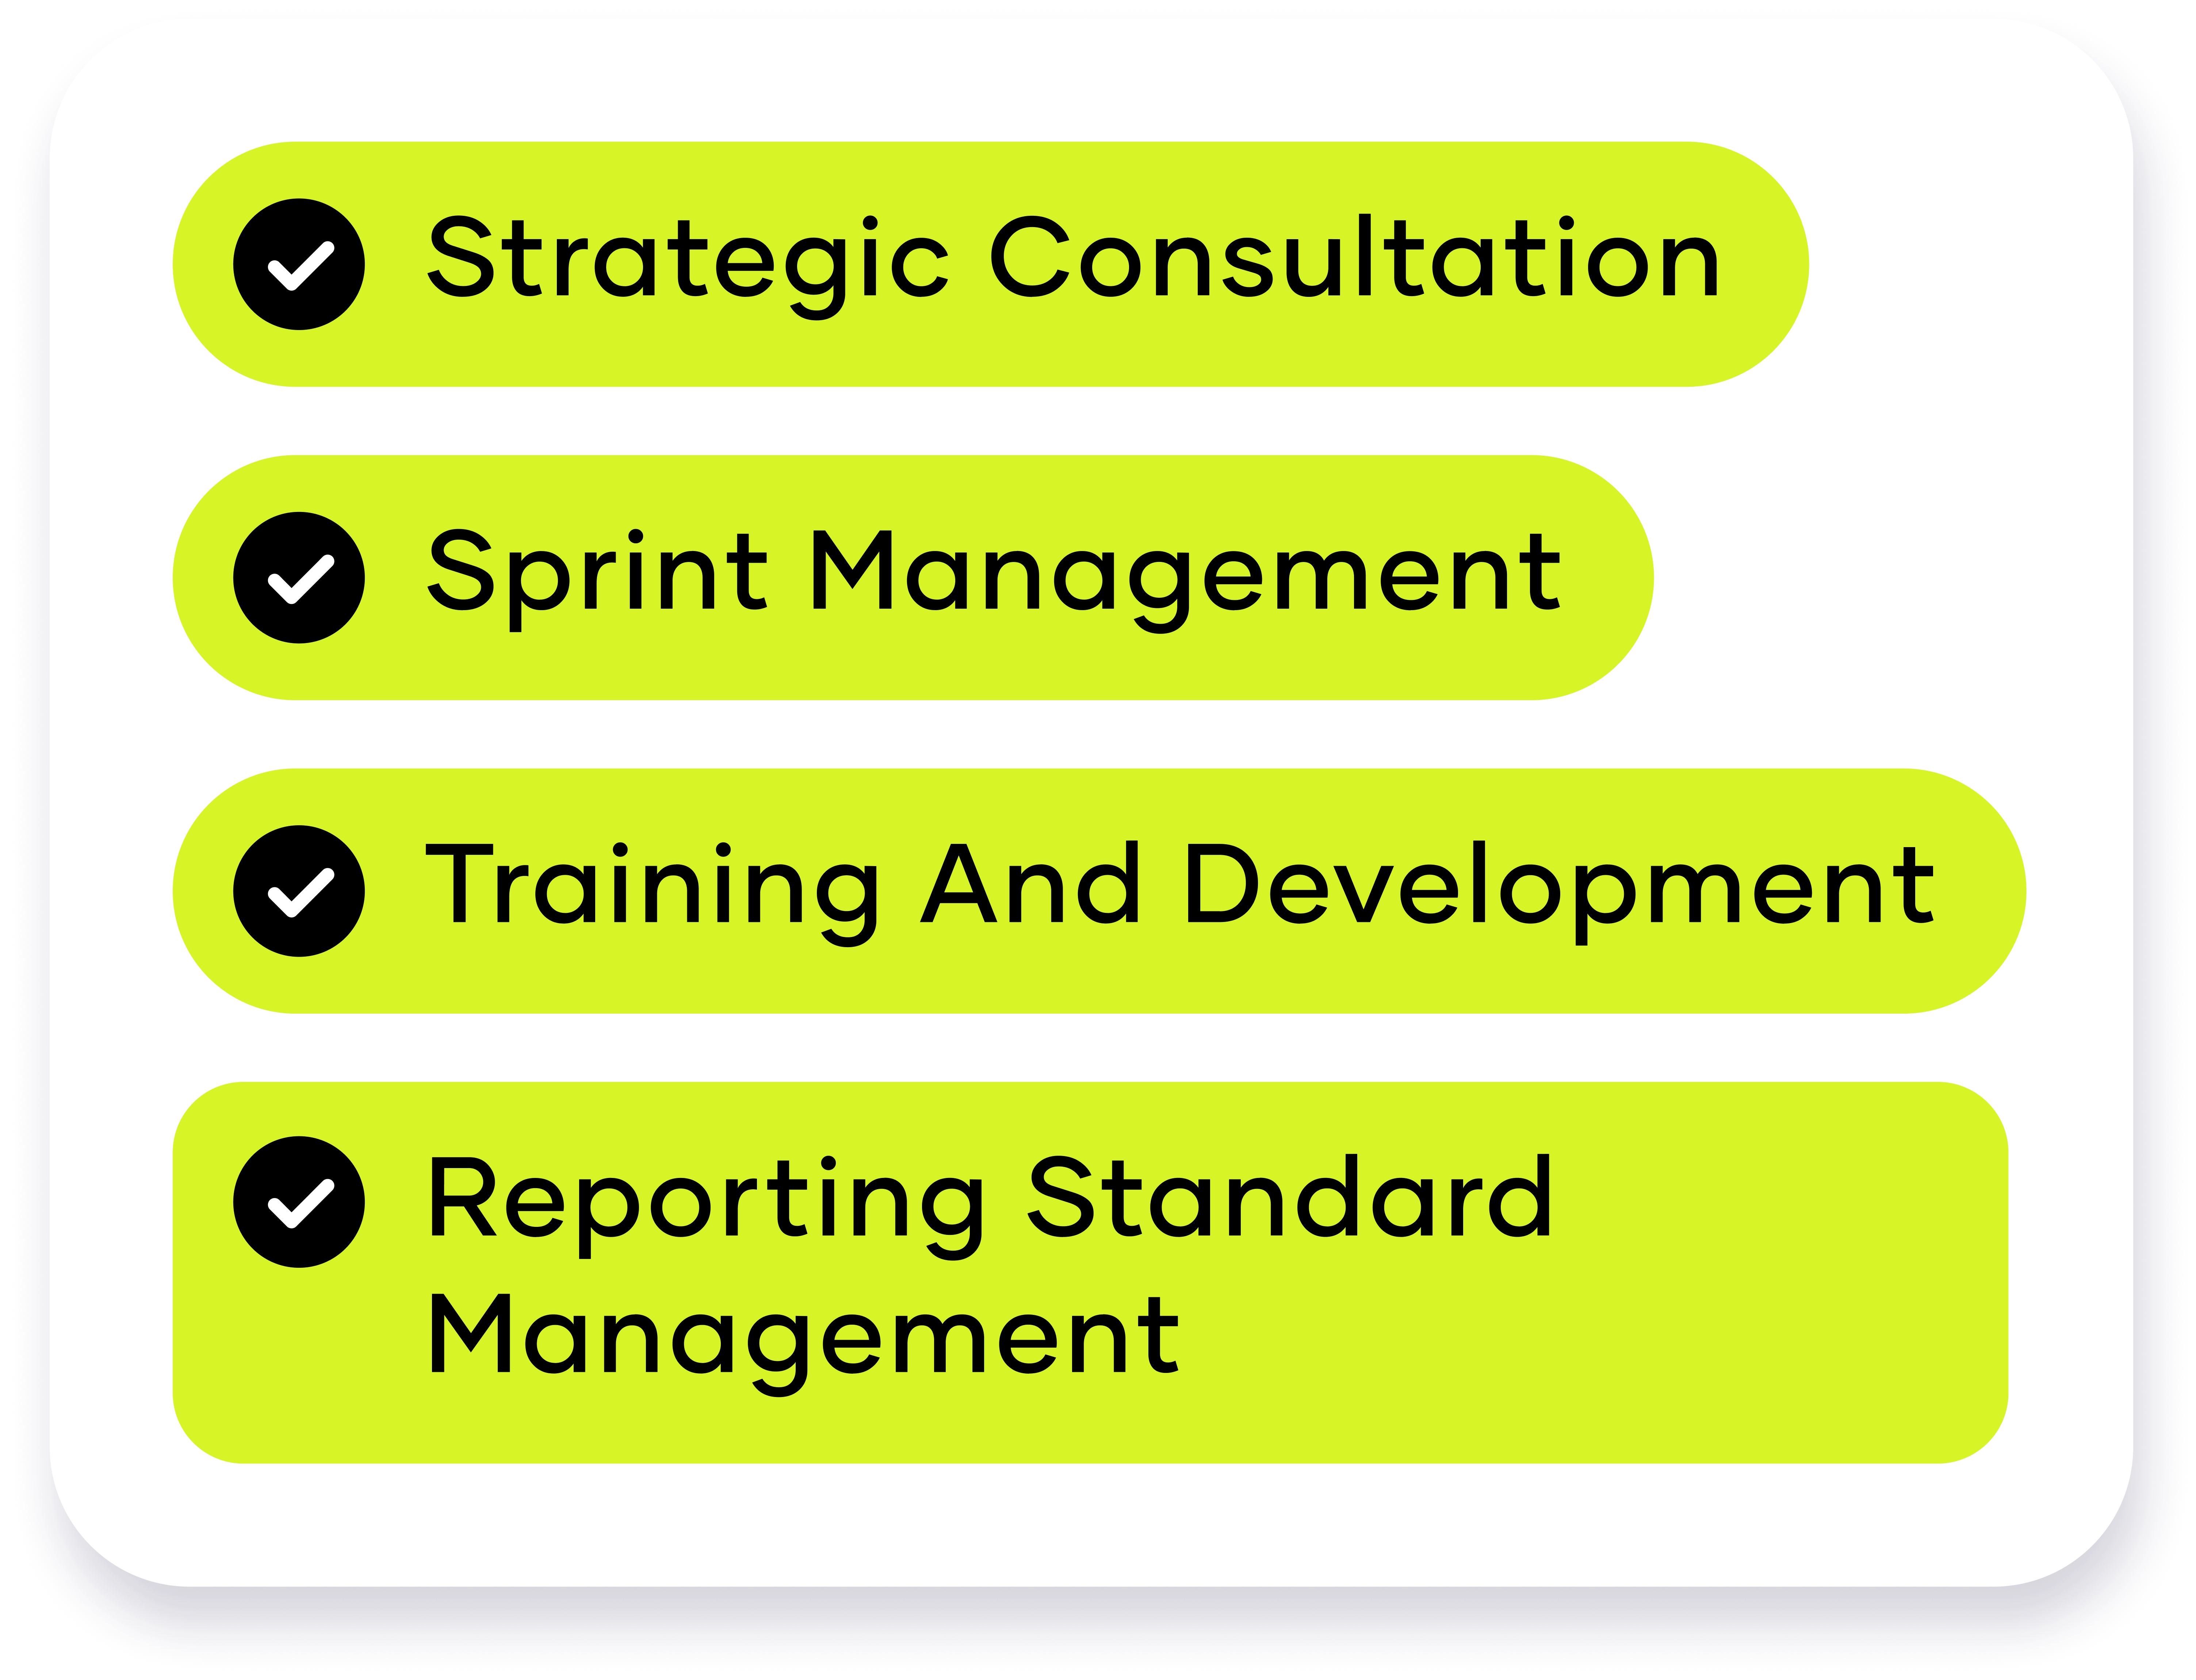 Strategic Consultation
Sprint Management
Training And Development
Reporting Standard
Management